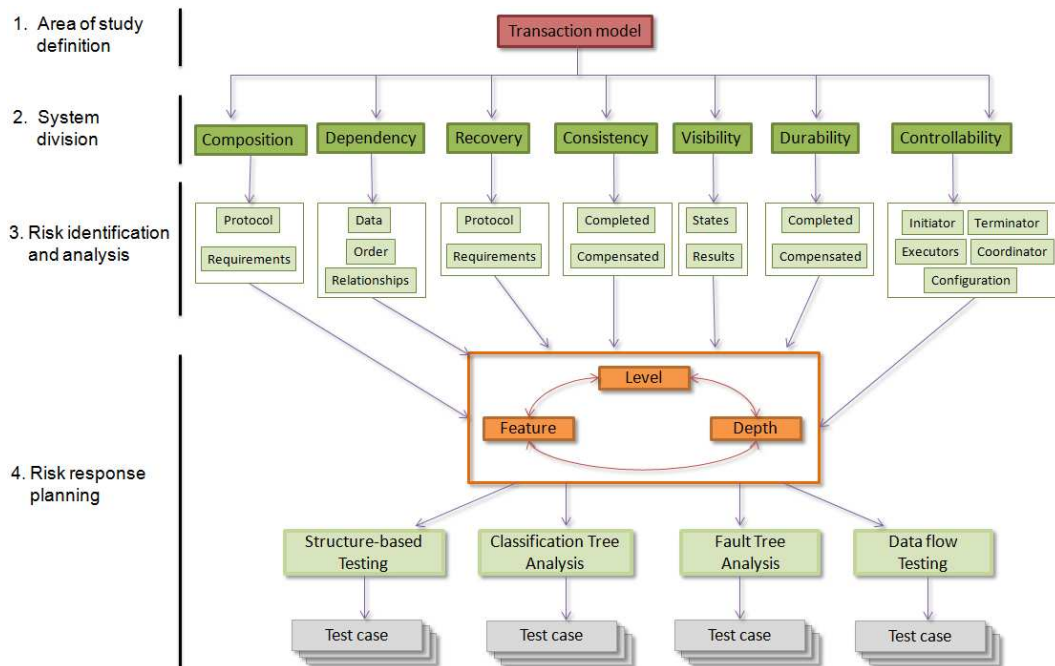 1. Area of study
definition
Transaction model
2. System
division
Composition
Dependency
Recovery
Consistency
Visibility
Durability
Controllability
3. Risk identification
and analysis
Protocol
Requirements
Data
Order
Relationships
Protocol
Requirements
Completed
Compensated
States
Results
Completed
Compensated
Initiator
Terminator
Executors
Coordinator
Configuration
4. Risk response
planning
Level
Feature
Depth
Structure-based
Testing
Classification Tree
Analysis
Fault Tree
Analysis
Data flow
Testing
Test case
Test case
Test case
Test case